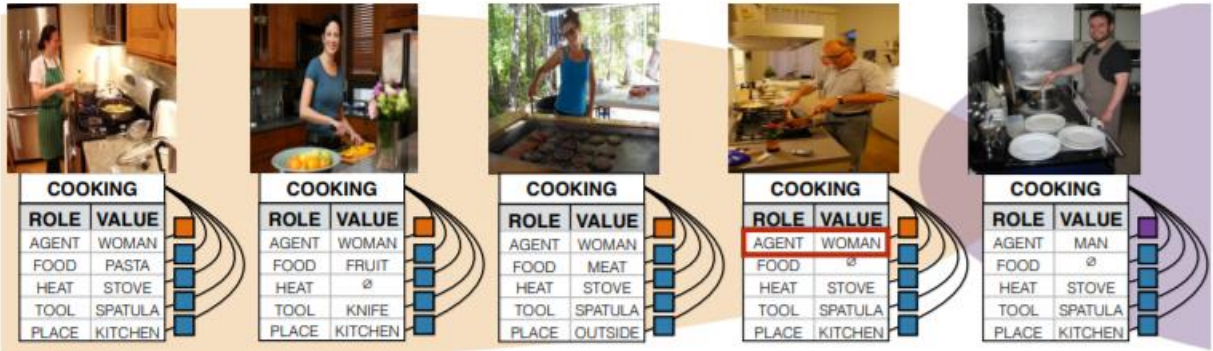 COOKING
ROLE VALUE
AGENT WOMAN
FOOD PASTA
HEAT STOVE
TOOL SPATULA
PLACE KITCHEN
COOKING
ROLE VALUE
AGENT WOMAN
FOOD FRUIT
HEAT ∅
TOOL KNIFE
PLACE KITCHEN
COOKING
ROLE VALUE
AGENT WOMAN
FOOD MEAT
HEAT STOVE
TOOL SPATULA
PLACE OUTSIDE
COOKING
ROLE VALUE
AGENT WOMAN
FOOD ∅
HEAT STOVE
TOOL SPATULA
PLACE KITCHEN
COOKING
ROLE VALUE
AGENT MAN
FOOD ∅
HEAT STOVE
TOOL SPATULA
PLACE KITCHEN